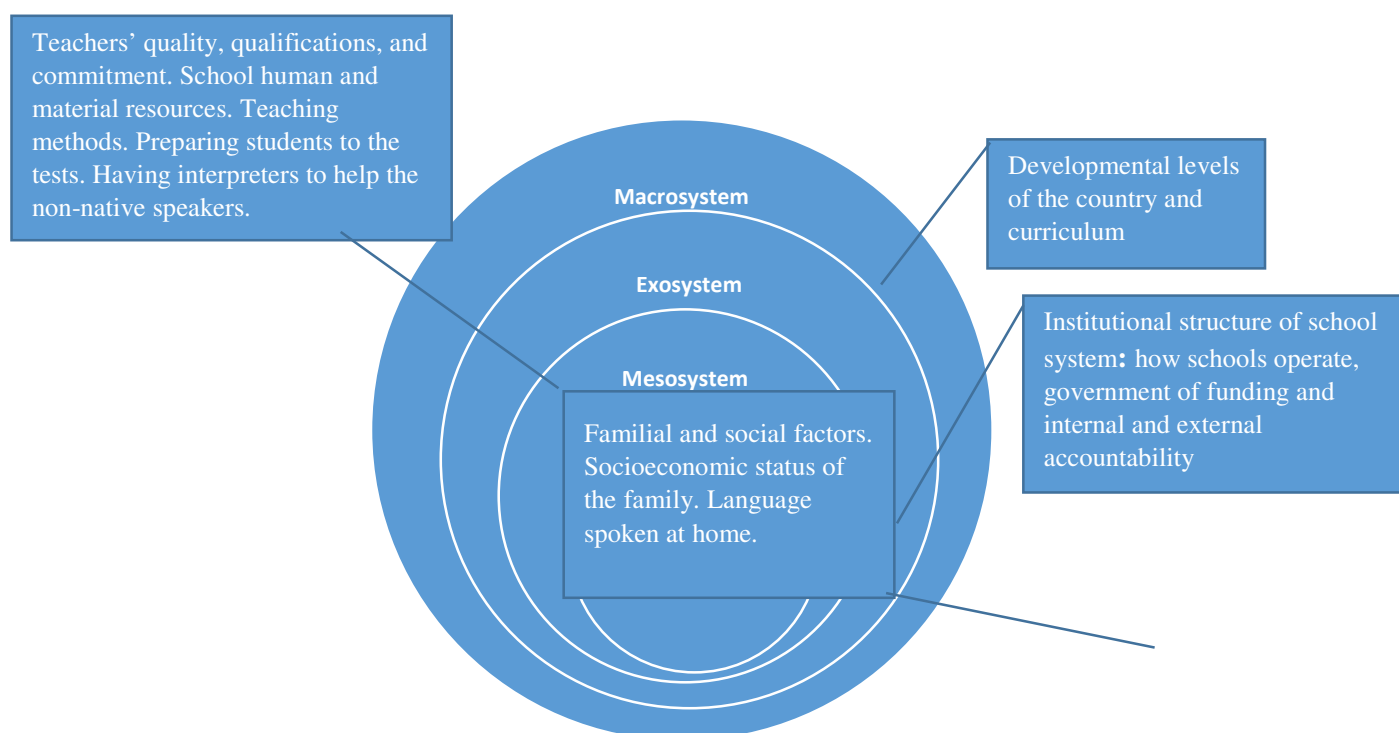 Teachers’ quality, qualifications, and
commitment. School human and
material resources. Teaching
methods. Preparing students to the
tests. Having interpreters to help the
non-native speakers.
Macrosystem
Exosystem
Mesosystem
Familial and social factors.
Socioeconomic status of
the family. Language
spoken at home.
Developmental levels
of the country and
curriculum
Institutional structure of school
system: how schools operate,
government of funding and
internal and external
accountability